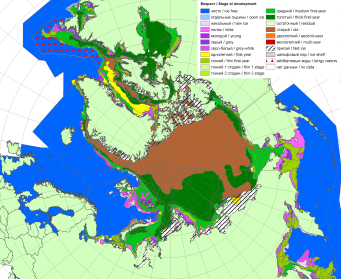 Возраст / Stage of development
чисто / ice free
отдельные льдины / open ice
начальные / new ice
нилас / nilas
молодой / young
серый / grey
серо-белый / grey-white
однолетний / first-year
тонкий / thin first-year
тонкий 1 стадии / thin 1 stage
тонкий 2 стадии / thin 2 stage
средний / medium first-year
толстый / thick first-year
остаточный / residual
старый / old
двухлетний / second-year
многолетний / multi-year
припай / fast ice
шельфовый лед / ice shelf
айсберговые воды / bergy waters
нет данных / no data